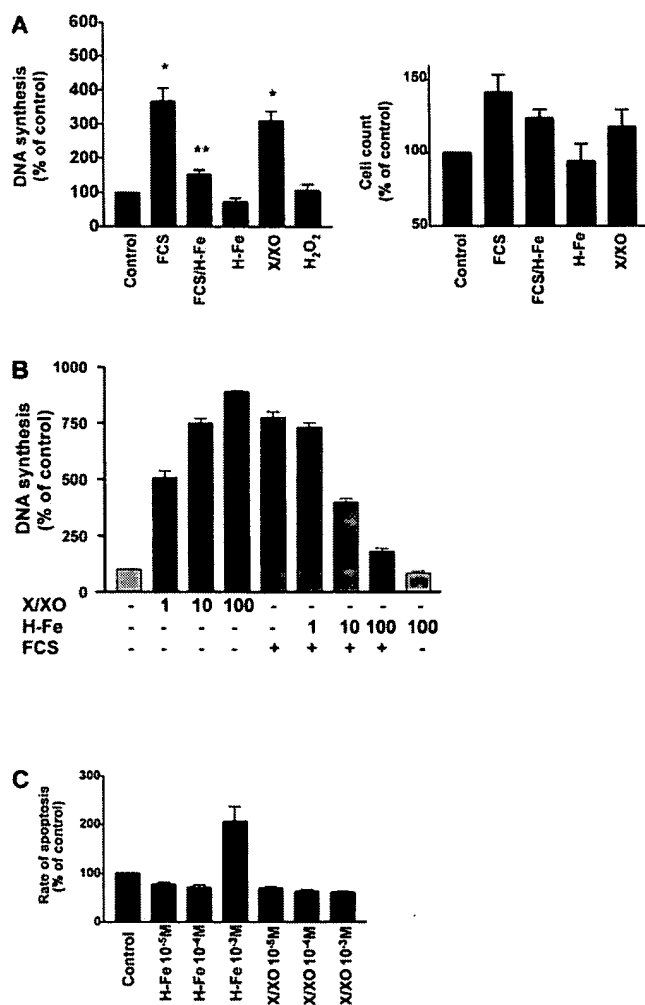 A
DNA synthesis
(% of control)
600
500
400
300
200
100
0
*
**
*
Control
FCS
FCS/H-Fe
H-Fe
X/XO
H₂O₂
Cell count
(% of control)
150
100
50
Control
FCS
FCS/H-Fe
H-Fe
X/XO
B
DNA synthesis
(% of control)
1000
750
500
250
0
X/XO - 1 10 100 - - - - -
H-Fe - - - - - 1 10 100 100
FCS - - - - + + + + -
C
Rate of apoptosis
(% of control)
300
200
100
0
Control
H-Fe 10⁻⁵M
H-Fe 10⁻⁴M
H-Fe 10⁻³M
X/XO 10⁻⁵M
X/XO 10⁻⁴M
X/XO 10⁻³M